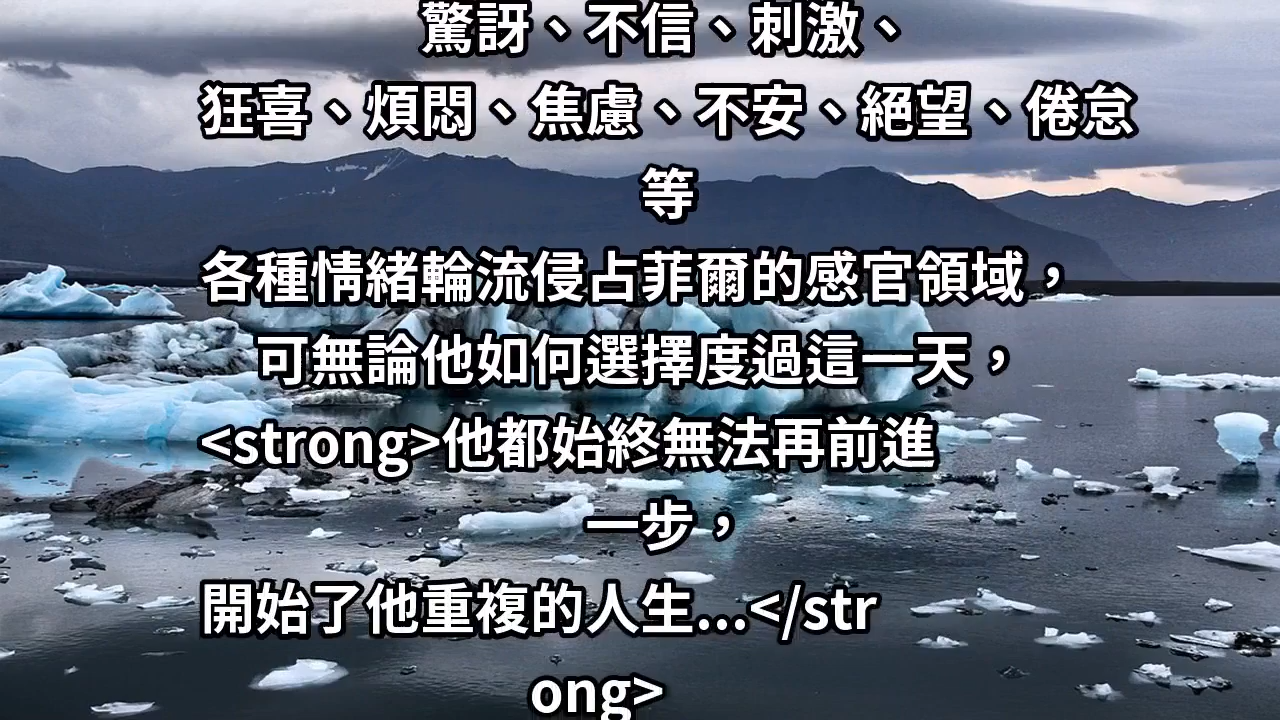 驚訝、不信、刺激、
狂喜、煩悶、焦慮、不安、絕望、倦怠
等
各種情緒輪流侵占菲爾的感官領域，
可無論他如何選擇度過這一天，
<strong>他都始終無法再前進
一步，
開始了他重複的人生...</str
ong>